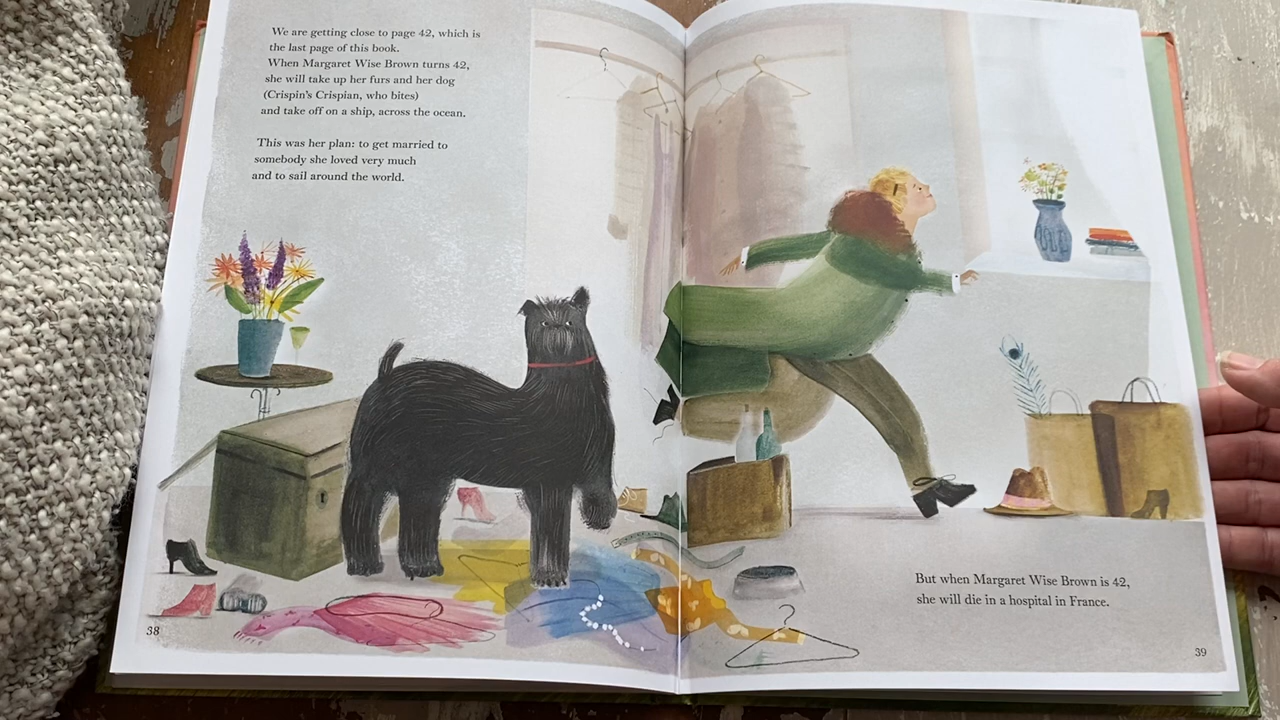 We are getting close to page 42, which is
the last page of this book.
When Margaret Wise Brown turns 42,
she will take up her furs and her dog
(Crispin's Crispian, who bites)
and take off on a ship, across the ocean.
This was her plan: to get married to
somebody she loved very much
and to sail around the world.
38
But when Margaret Wise Brown is 42,
she will die in a hospital in France.
39